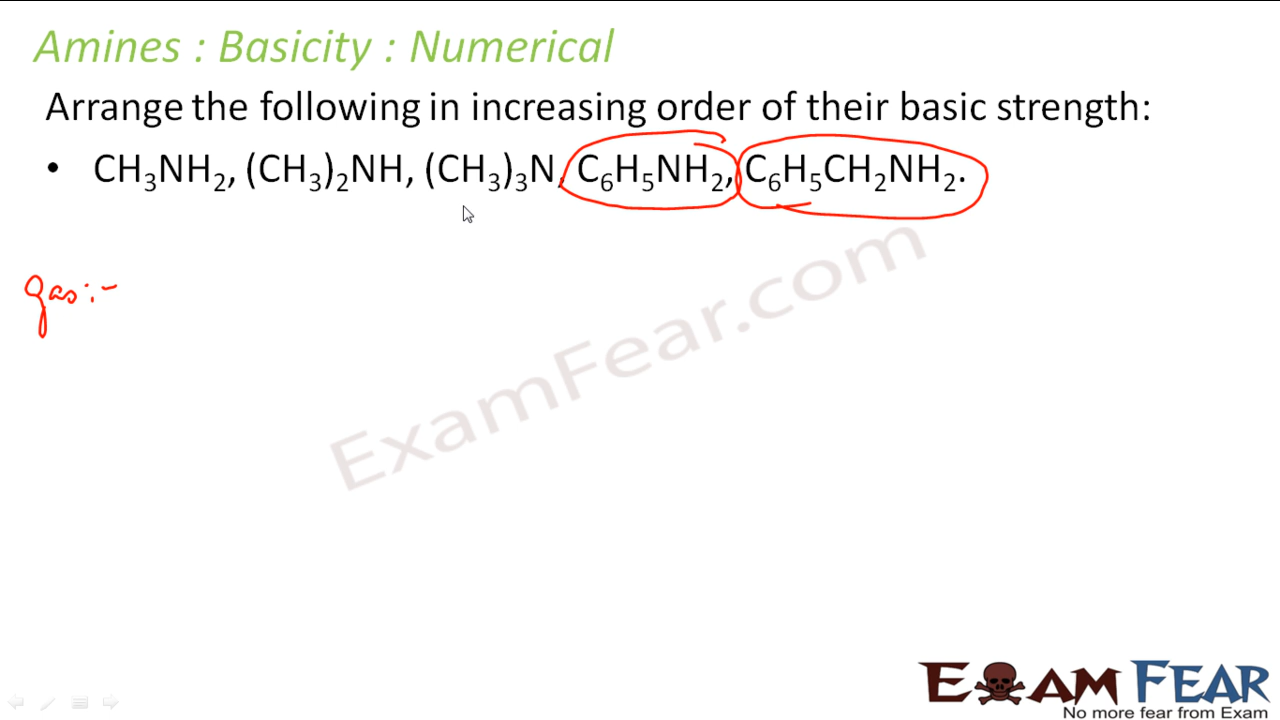 Amines : Basicity : Numerical
Arrange the following in increasing order of their basic strength:
• CH₃NH₂, (CH₃)₂NH, (CH₃)₃N, C₆H₅NH₂, C₆H₅CH₂NH₂.
gas :-
ExamFear.com
EXAM FEAR
No more fear from Exam